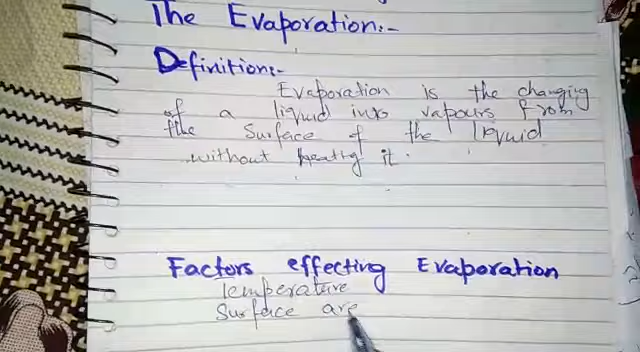 The Evaporation:-
Definition:-
Evaporation is the changing
of a liquid into vapours from
the surface of the liquid
without heating it.
Factors effecting Evaporation
Temperature
Surface are